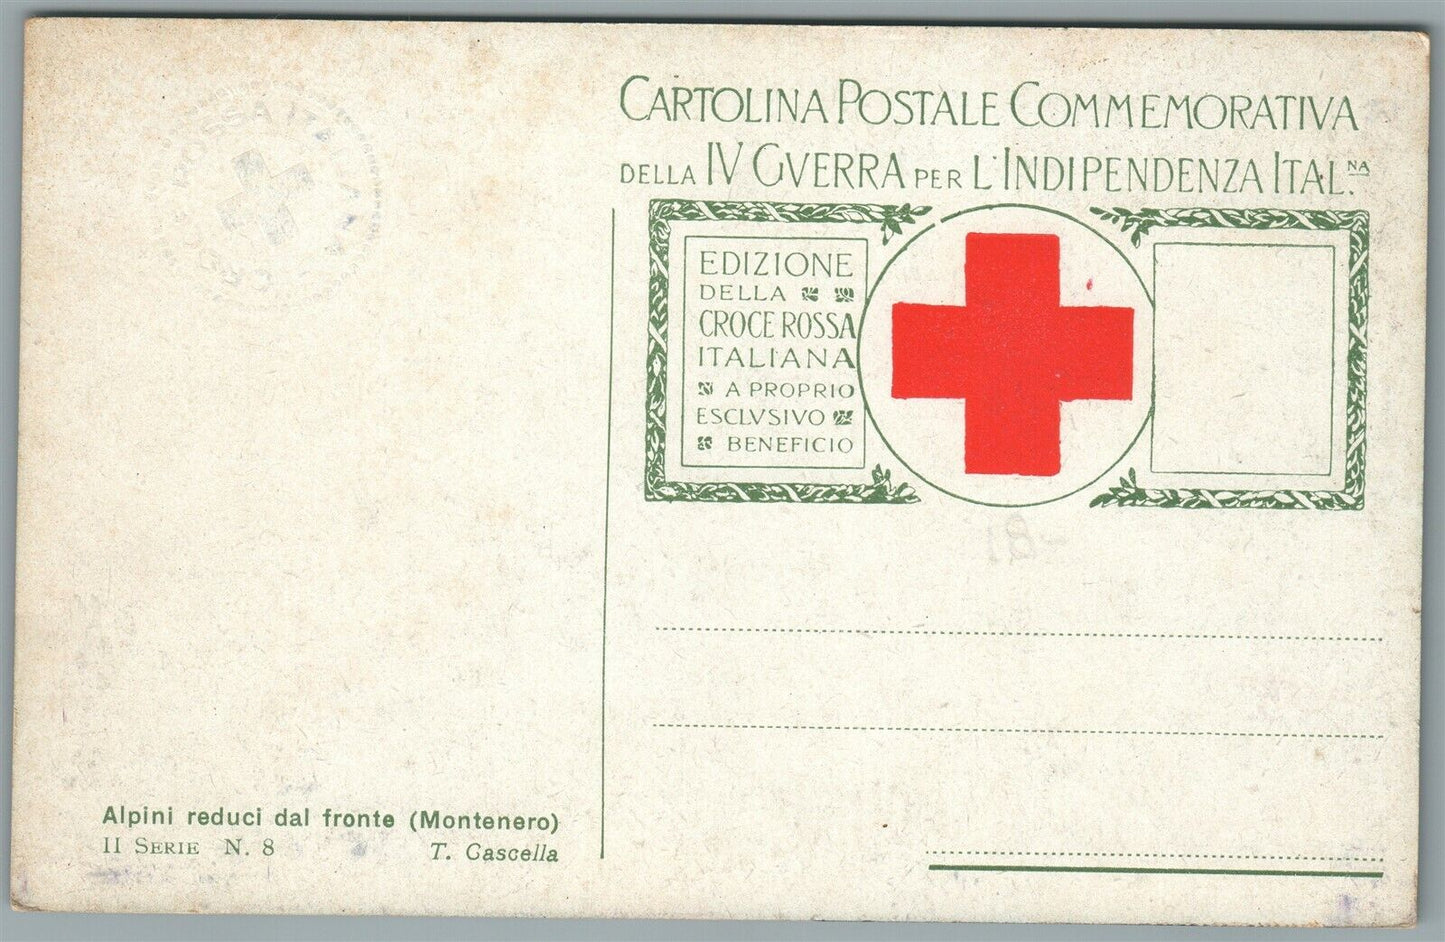 CARTOLINA POSTALE COMMEMORATIVA
DELLA IV GVERRA PER L'INDIPENDENZA ITAL.NA
EDIZIONE
DELLA
CROCE ROSSA
ITALIANA
A PROPRIO
ESCLVSIVO
BENEFICIO
Alpini reduci dal fronte (Montenero)
II SERIE N. 8
T. Cascella